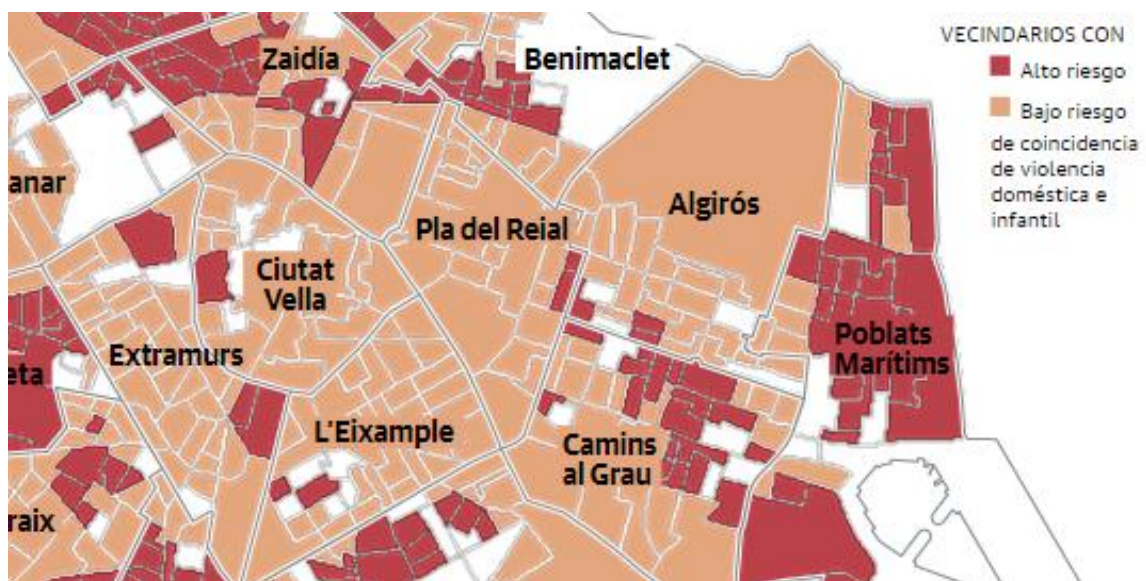 Zaidía
Benimaclet
VECINDARIOS CON
Alto riesgo
Bajo riesgo
de coincidencia
de violencia
doméstica e
infantil
anar
Algirós
Pla del Reial
Ciutat
Vella
Poblats
Marítims
Extramurs
eta
L'Eixample
Camins
al Grau
raix